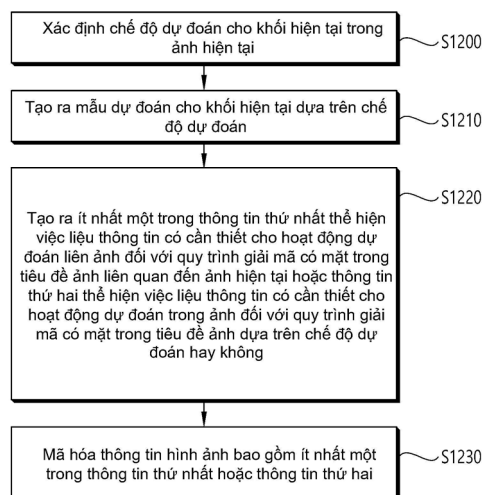 Xác định chế độ dự đoán cho khối hiện tại trong
ảnh hiện tại
S1200
Tạo ra mẫu dự đoán cho khối hiện tại dựa trên chế
độ dự đoán
S1210
Tạo ra ít nhất một trong thông tin thứ nhất thể hiện
việc liệu thông tin có cần thiết cho hoạt động dự
đoán liên ảnh đối với quy trình giải mã có mặt trong
tiêu đề ảnh liên quan đến ảnh hiện tại hoặc thông tin
thứ hai thể hiện việc liệu thông tin có cần thiết cho
hoạt động dự đoán trong ảnh đối với quy trình giải
mã có mặt trong tiêu đề ảnh dựa trên chế độ dự
đoán hay không
S1220
Mã hóa thông tin hình ảnh bao gồm ít nhất một
trong thông tin thứ nhất hoặc thông tin thứ hai
S1230